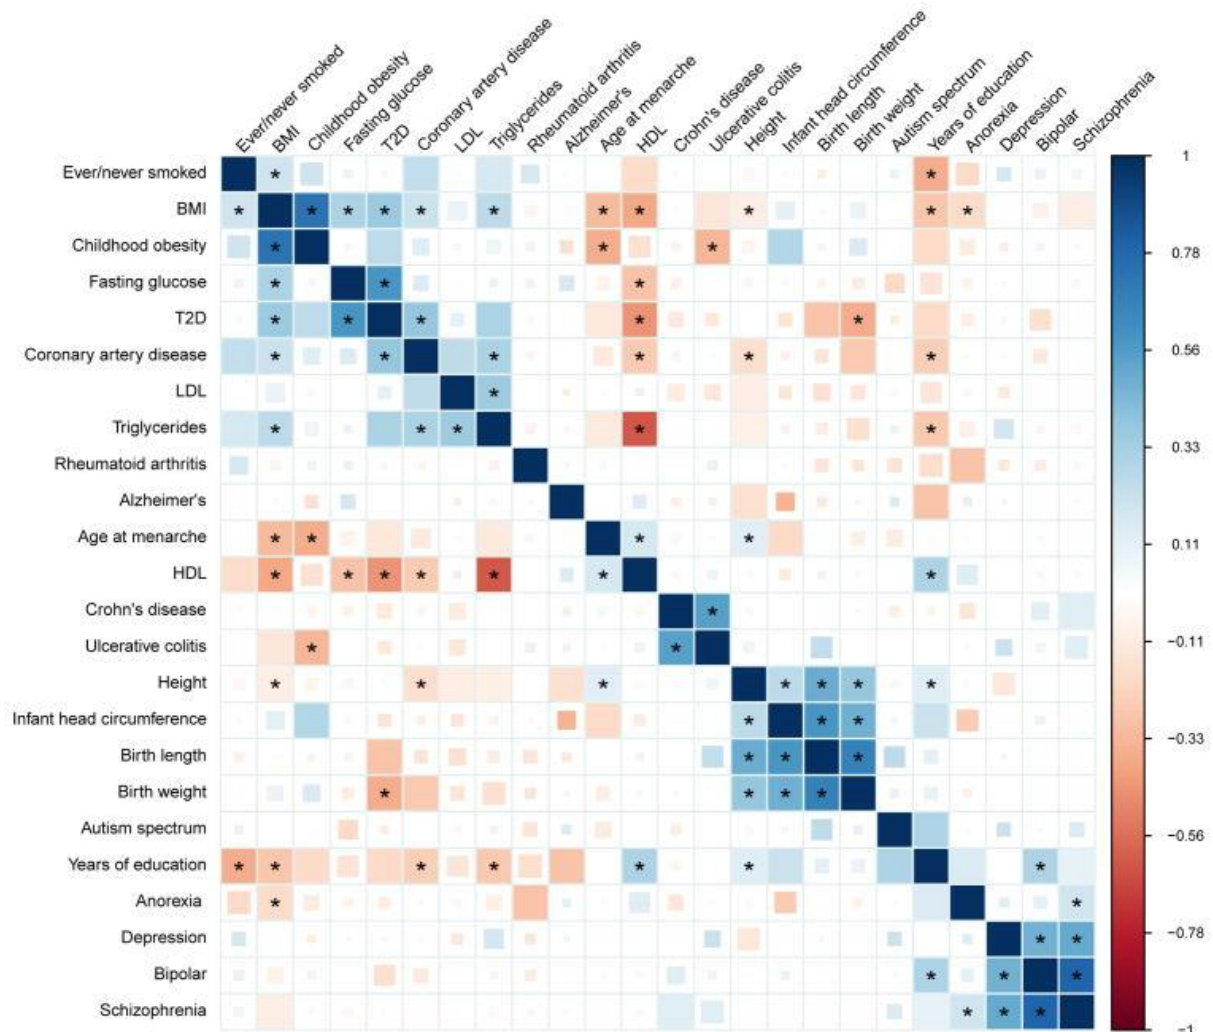 Ever/never smoked
BMI
Childhood obesity
Fasting glucose
T2D
Coronary artery disease
LDL
Triglycerides
Rheumatoid arthritis
Alzheimer's
Age at menarche
HDL
Crohn's disease
Ulcerative colitis
Height
Infant head circumference
Birth length
Birth weight
Autism spectrum
Years of education
Anorexia
Depression
Bipolar
Schizophrenia
Ever/never smoked * *
BMI * * * * * * * * * * * *
Childhood obesity * * *
Fasting glucose * * *
T2D * * * * *
Coronary artery disease * * * * * *
LDL *
Triglycerides * * * * *
Rheumatoid arthritis
Alzheimer's
Age at menarche * * * *
HDL * * * * * * *
Crohn's disease *
Ulcerative colitis * *
Height * * * * * * *
Infant head circumference * * *
Birth length * * *
Birth weight * * * *
Autism spectrum
Years of education * * * * * * *
Anorexia * *
Depression * *
Bipolar * * *
Schizophrenia * * *
1
0.78
0.56
0.33
0.11
−0.11
−0.33
−0.56
−0.78
−1